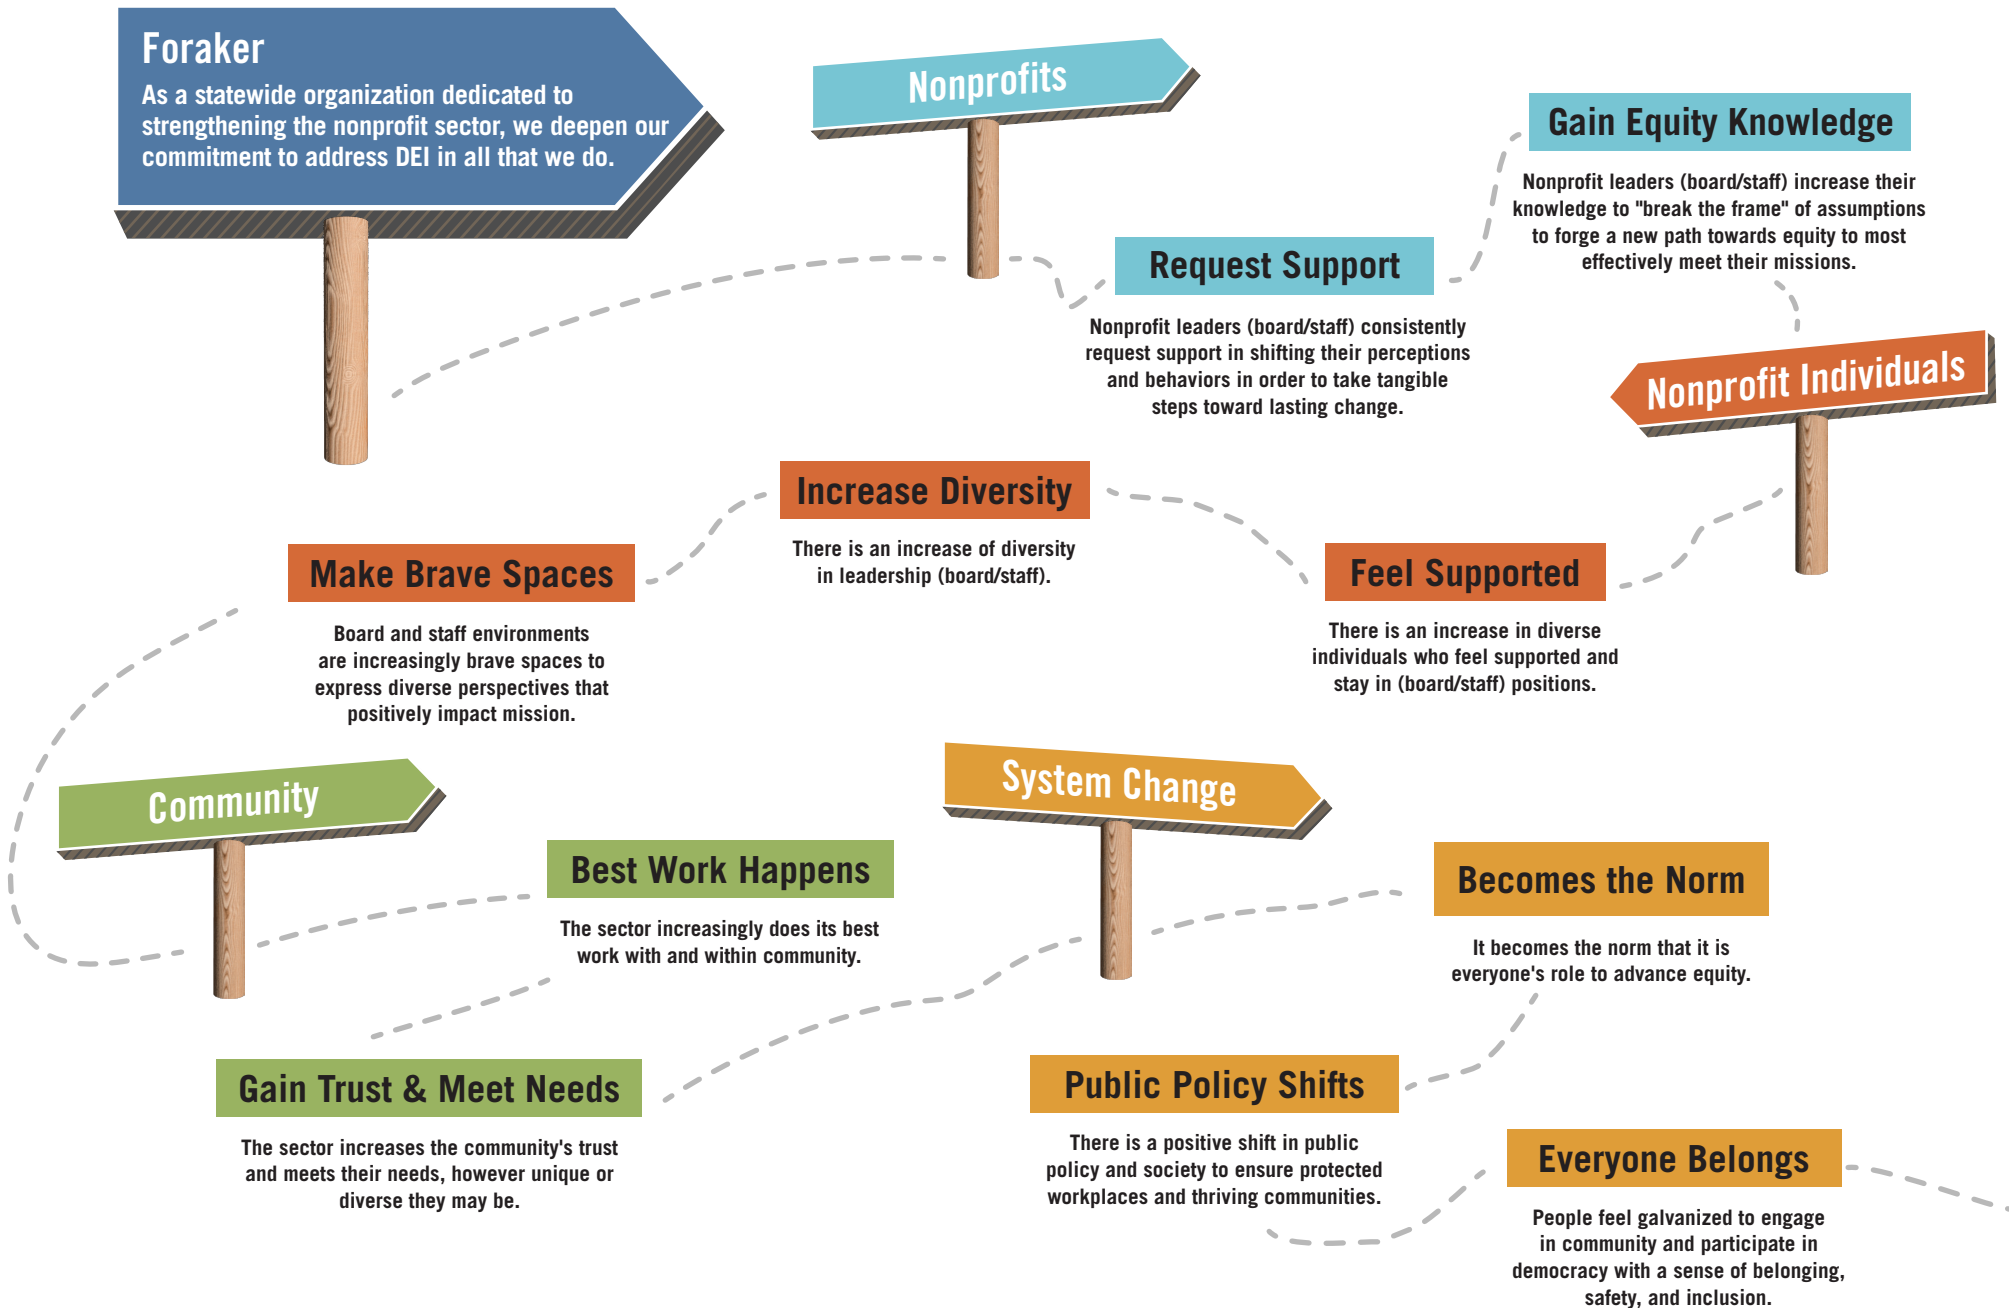 Foraker
As a statewide organization dedicated to
strengthening the nonprofit sector, we deepen our
commitment to address DEI in all that we do.
Nonprofits
Request Support
Nonprofit leaders (board/staff) consistently
request support in shifting their perceptions
and behaviors in order to take tangible
steps toward lasting change.
Gain Equity Knowledge
Nonprofit leaders (board/staff) increase their
knowledge to "break the frame" of assumptions
to forge a new path towards equity to most
effectively meet their missions.
Nonprofit Individuals
Feel Supported
There is an increase in diverse
individuals who feel supported and
stay in (board/staff) positions.
Increase Diversity
There is an increase of diversity
in leadership (board/staff).
Make Brave Spaces
Board and staff environments
are increasingly brave spaces to
express diverse perspectives that
positively impact mission.
Community
Best Work Happens
The sector increasingly does its best
work with and within community.
Gain Trust & Meet Needs
The sector increases the community's trust
and meets their needs, however unique or
diverse they may be.
System Change
Becomes the Norm
It becomes the norm that it is
everyone's role to advance equity.
Public Policy Shifts
There is a positive shift in public
policy and society to ensure protected
workplaces and thriving communities.
Everyone Belongs
People feel galvanized to engage
in community and participate in
democracy with a sense of belonging,
safety, and inclusion.